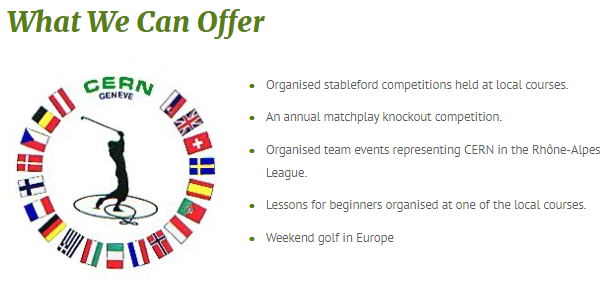 What We Can Offer
CERN
GENEVE
Organised stableford competitions held at local courses.
An annual matchplay knockout competition.
Organised team events representing CERN in the Rhône-Alpes
League.
Lessons for beginners organised at one of the local courses.
Weekend golf in Europe